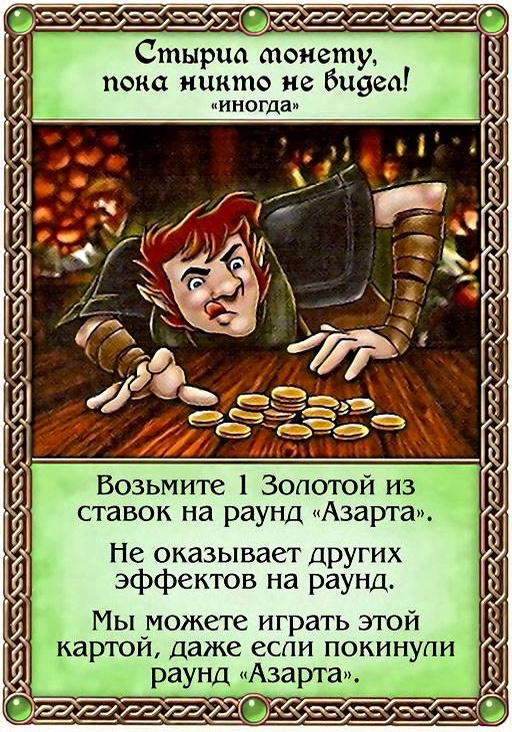 Стырил монету,
пока никто не видел!
«иногда»
Возьмите 1 Золотой из
ставок на раунд «Азарта».
Не оказывает других
эффектов на раунд.
Мы можете играть этой
картой, даже если покинули
раунд «Азарта».